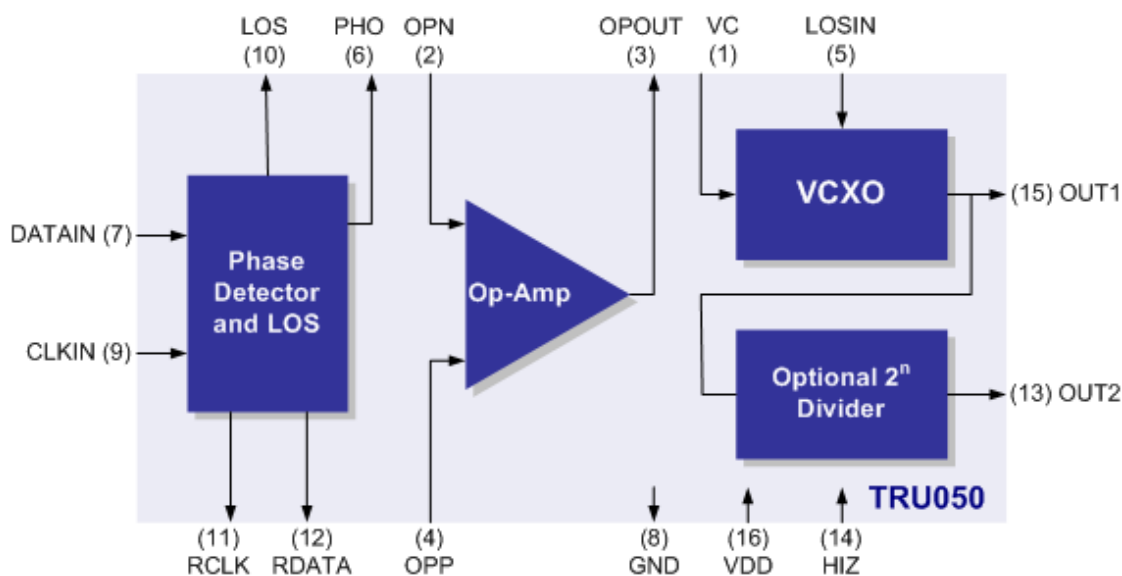 LOS PHO OPN OPOUT VC LOSIN
(10) (6) (2) (3) (1) (5)
VCXO
(15) OUT1
DATAIN (7)
Phase
Detector
and LOS
Op-Amp
CLKIN (9)
Optional 2ⁿ
Divider
(13) OUT2
TRU050
(11) (12) (4) (8) (16) (14)
RCLK RDATA OPP GND VDD HIZ